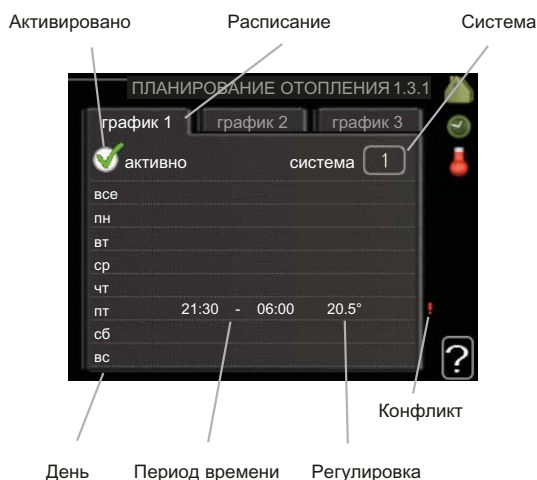 Активировано Расписание Система
ПЛАНИРОВАНИЕ ОТОПЛЕНИЯ 1.3.1
график 1 график 2 график 3
активно система 1
все
пн
вт
ср
чт
пт 21:30 - 06:00 20.5° !
сб
вс
?
Конфликт
День Период времени Регулировка